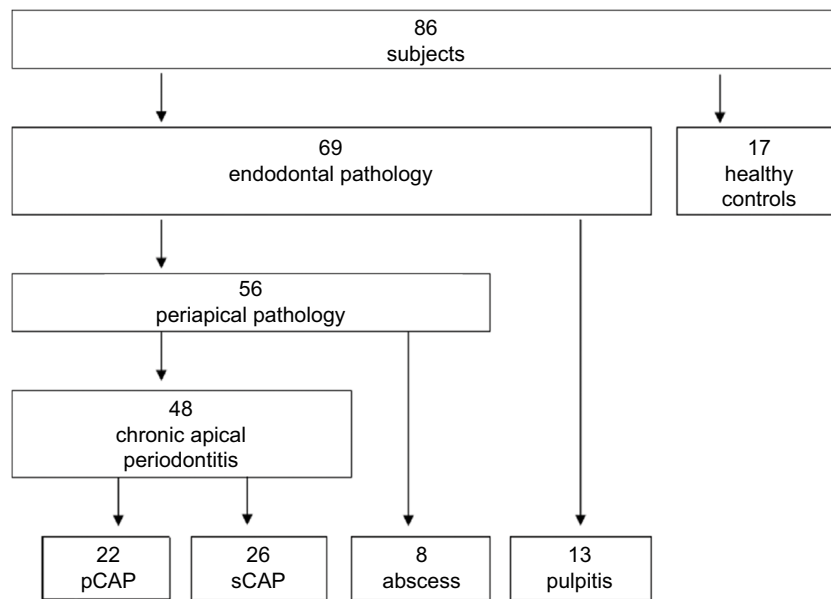 86
subjects
69
endodontal pathology
17
healthy
controls
56
periapical pathology
48
chronic apical
periodontitis
22
pCAP
26
sCAP
8
abscess
13
pulpitis